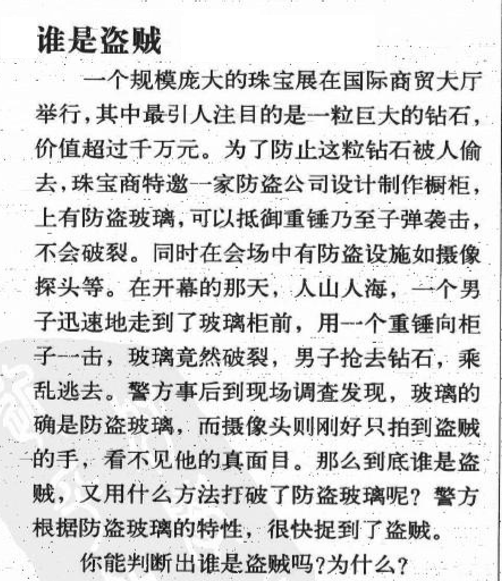 谁是盗贼
一个规模庞大的珠宝展在国际商贸大厅
举行，其中最引人注目的是一粒巨大的钻石，
价值超过千万元。为了防止这粒钻石被人偷
去，珠宝商特邀一家防盗公司设计制作橱柜，
上有防盗玻璃，可以抵御重锤乃至子弹袭击，
不会破裂。同时在会场中有防盗设施如摄像
探头等。在开幕的那天，人山人海，一个男
子迅速地走到了玻璃柜前，用一个重锤向柜
子一击，玻璃竟然破裂，男子抢去钻石，乘
乱逃去。警方事后到现场调查发现，玻璃的
确是防盗玻璃，而摄像头则刚好只拍到盗贼
的手，看不见他的真面目。那么到底谁是盗
贼，又用什么方法打破了防盗玻璃呢？警方
根据防盗玻璃的特性，很快捉到了盗贼。
你能判断出谁是盗贼吗？为什么？